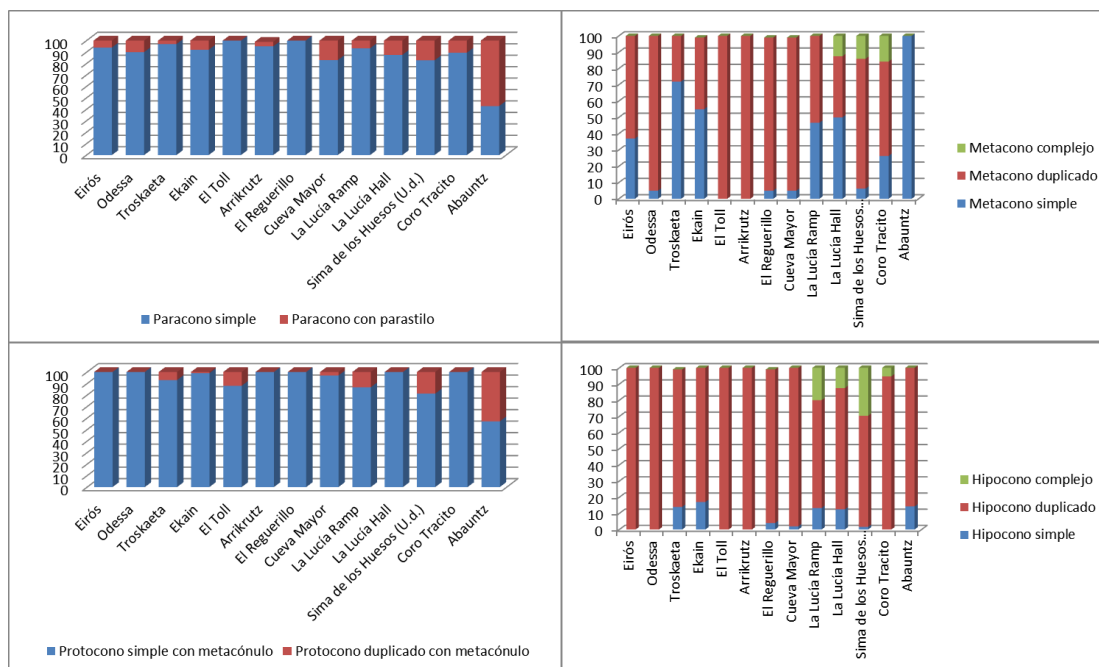 100
90
80
70
60
50
40
30
20
10
0
Eirós
Odessa
Troskaeta
Ekain
El Toll
Arrikrutz
El Reguerillo
Cueva Mayor
La Lucía Ramp
La Lucía Hall
Sima de los Huesos (U.d.)
Coro Tracito
Abauntz
Paracono simple
Paracono con parastilo
100
90
80
70
60
50
40
30
20
10
0
Eirós
Odessa
Troskaeta
Ekain
El Toll
Arrikrutz
El Reguerillo
Cueva Mayor
La Lucía Ramp
La Lucía Hall
Sima de los Huesos...
Coro Tracito
Abauntz
Metacono complejo
Metacono duplicado
Metacono simple
100
90
80
70
60
50
40
30
20
10
0
Eirós
Odessa
Troskaeta
Ekain
El Toll
Arrikrutz
El Reguerillo
Cueva Mayor
La Lucía Ramp
La Lucía Hall
Sima de los Huesos (U.d.)
Coro Tracito
Abauntz
Protocono simple con metacónulo
Protocono duplicado con metacónulo
100
90
80
70
60
50
40
30
20
10
0
Eirós
Odessa
Troskaeta
Ekain
El Toll
Arrikrutz
El Reguerillo
Cueva Mayor
La Lucía Ramp
La Lucía Hall
Sima de los Huesos...
Coro Tracito
Abauntz
Hipocono complejo
Hipocono duplicado
Hipocono simple